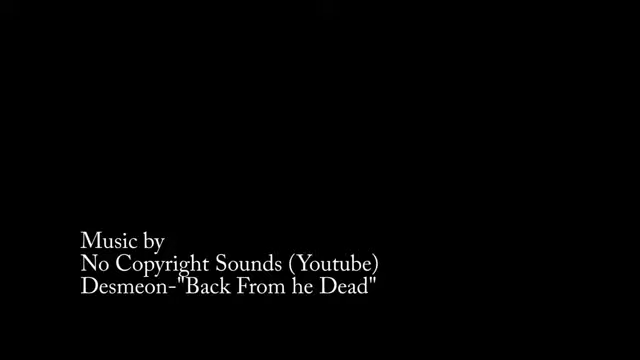 Music by
No Copyright Sounds (Youtube)
Desmeon-"Back From he Dead"